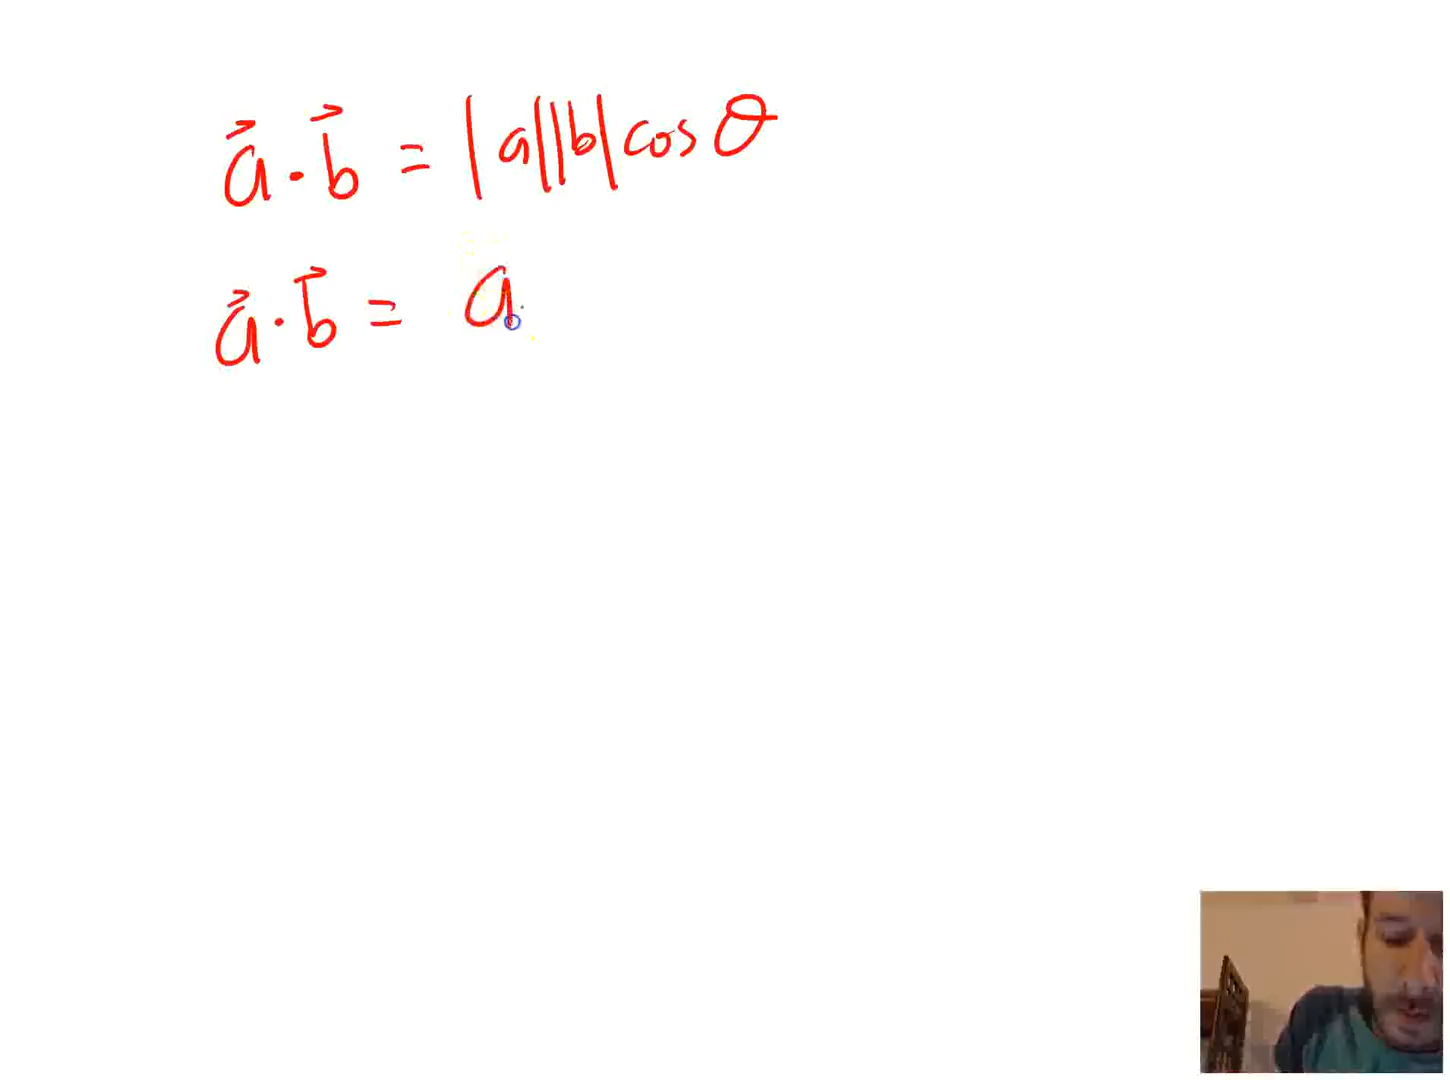 a⃗ · b⃗ = |a||b| cos θ
a⃗ · b⃗ = a